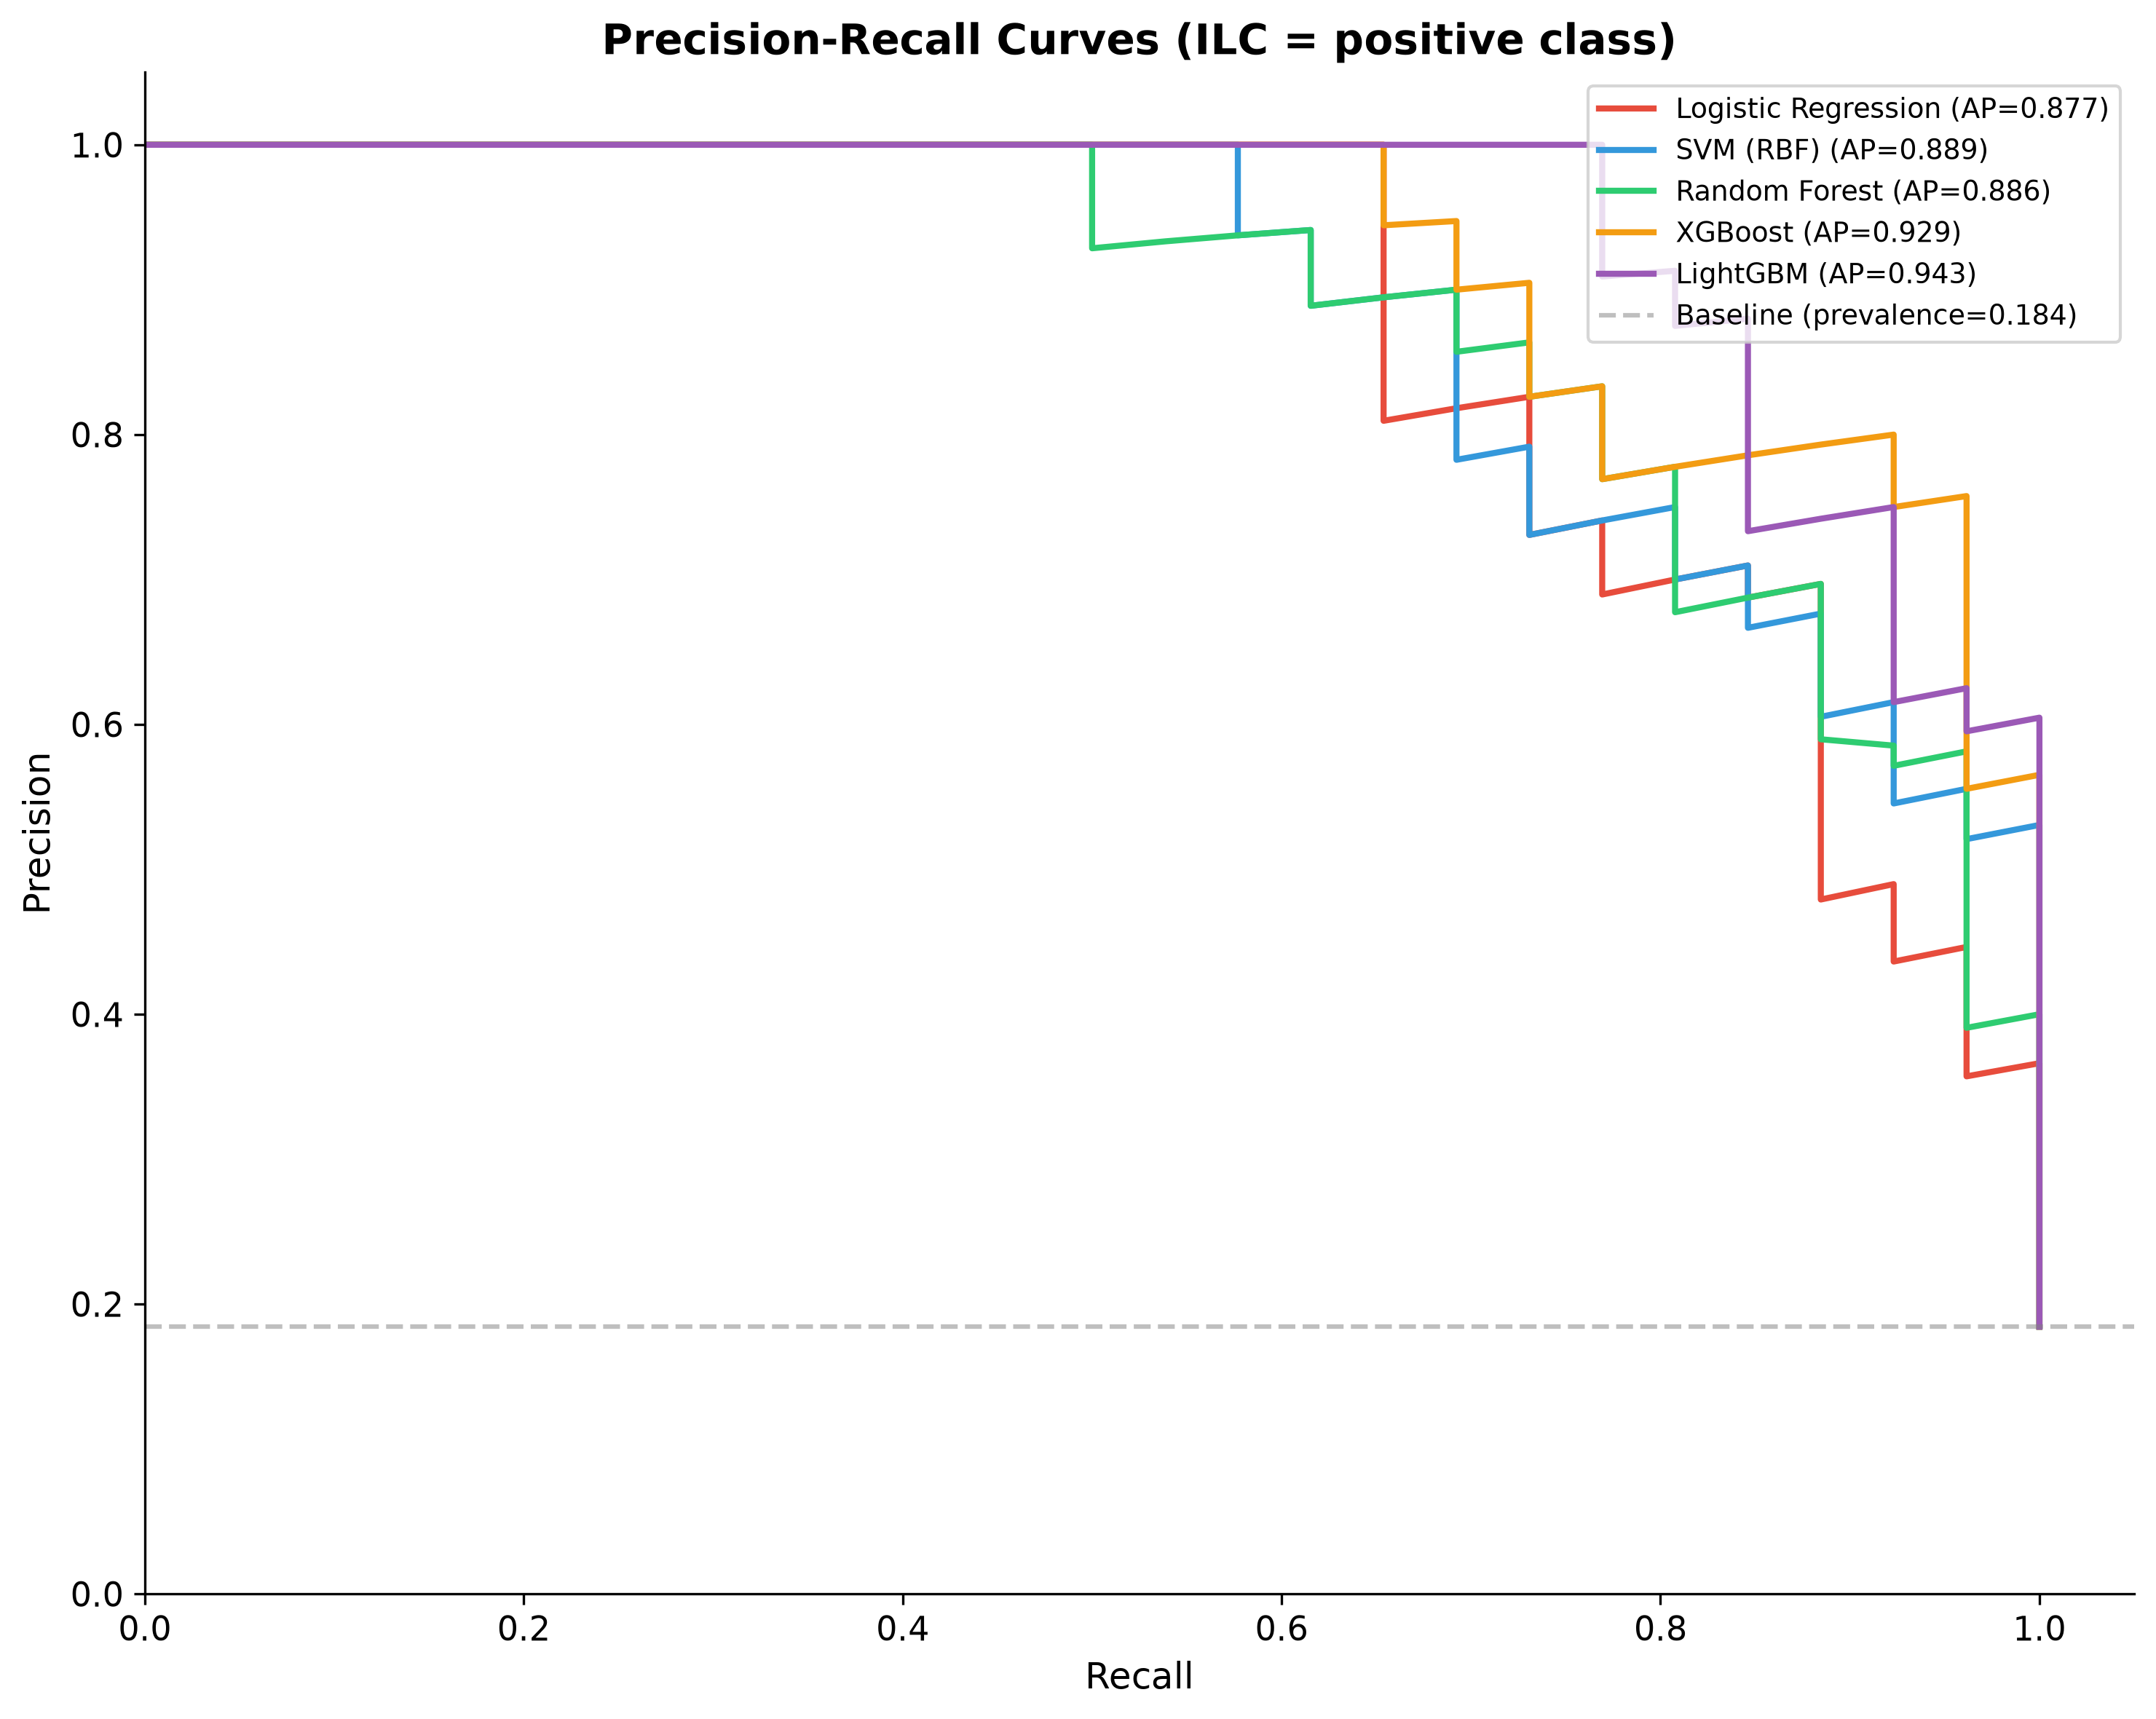 Precision-Recall Curves (ILC = positive class)
Logistic Regression (AP=0.877)
SVM (RBF) (AP=0.889)
Random Forest (AP=0.886)
XGBoost (AP=0.929)
LightGBM (AP=0.943)
Baseline (prevalence=0.184)
Precision
1.0
0.8
0.6
0.4
0.2
0.0
0.0 0.2 0.4 0.6 0.8 1.0
Recall